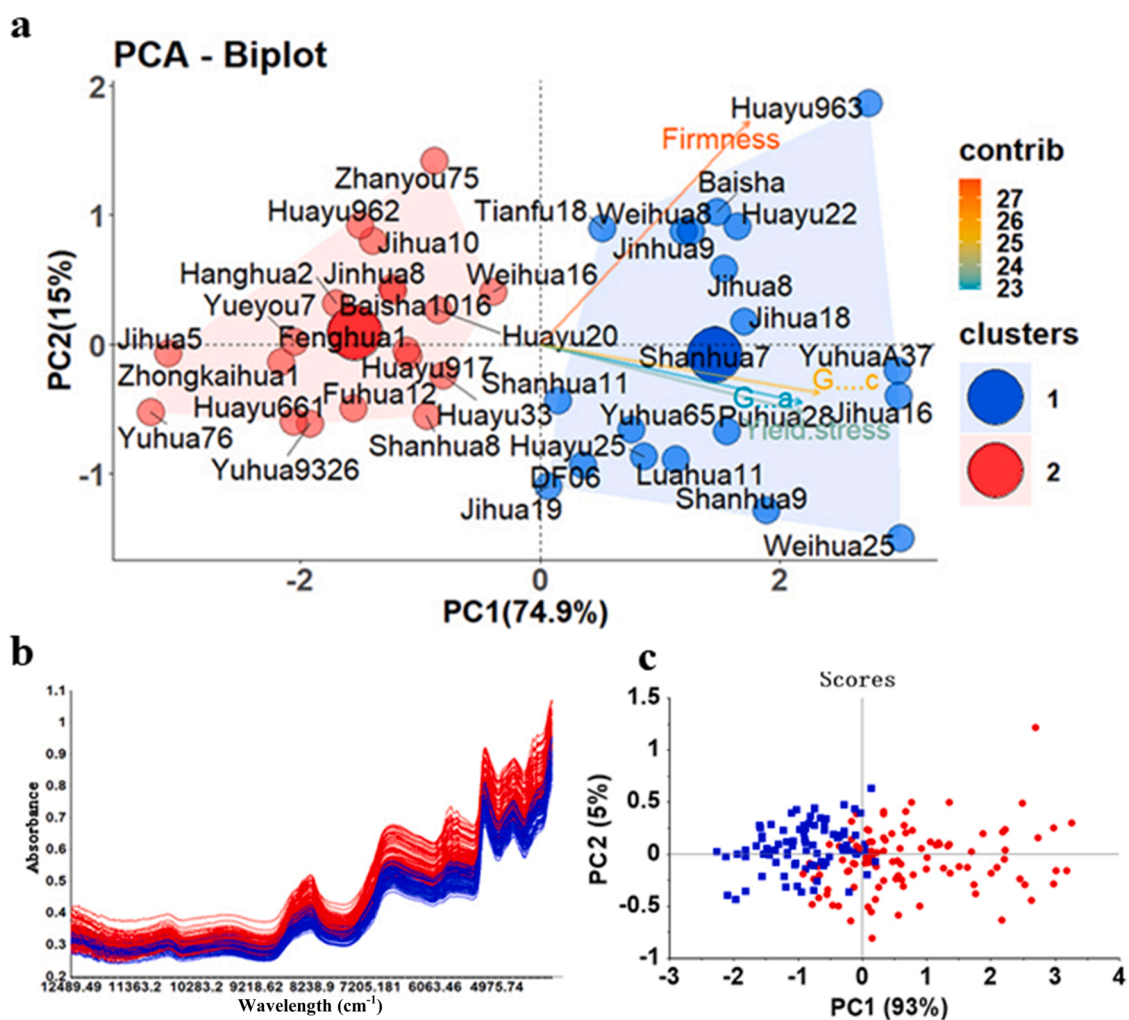 a
PCA - Biplot
2
1
0
-1
PC2(15%)
-2 0 2
PC1(74.9%)
Huayu963
Firmness
Zhanyou75
Baisha
Huayu962
Tianfu18 Weihua8 Huayu22
Jihua10
Jinhua9
Hanghua2 Jinhua8 Weihua16
Jihua8
Yueyou7 Baisha1016
Jihua18
Jihua5 Fenghua1 Huayu20
Shanhua7 YuhuaA37
Zhongkaihua1 Huayu917
Shanhua11 G....c
Huayu661 Fuhua12
G...a
Huayu33 Yuhua65 Puhua28 Jihua16
Yuhua76 Shanhua8 Huayu25 Yield.stress
Yuhua9326 DF06 Luahua11
Jihua19 Shanhua9
Weihua25
contrib
27
26
25
24
23
clusters
1
2
b
1.1
1
0.9
0.8
0.7
0.6
0.5
0.4
0.3
0.2
Absorbance
12489.49 11363.2 10283.2 9218.62 8238.9 7205.181 6063.46 4975.74
Wavelength (cm-1)
c
Scores
1.5
1
0.5
0
-0.5
-1
PC2 (5%)
-3 -2 -1 0 1 2 3 4
PC1 (93%)